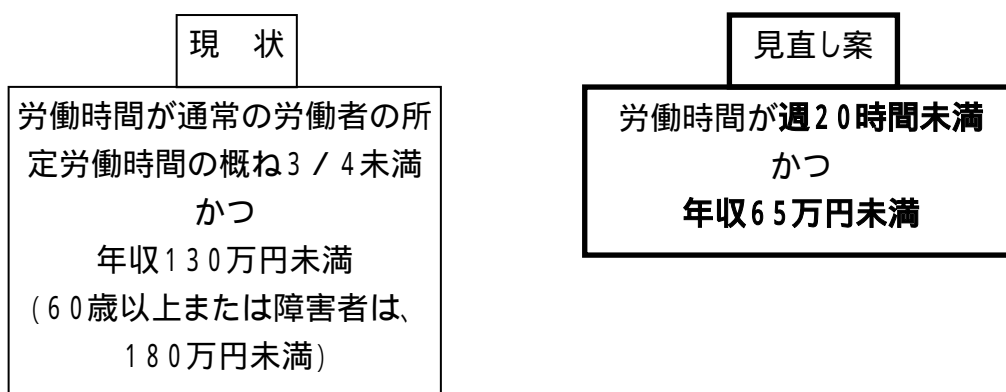 現　状
労働時間が通常の労働者の所
定労働時間の概ね3／4未満
かつ
年収130万円未満
(60歳以上または障害者は、
180万円未満)
見直し案
労働時間が週20時間未満
かつ
年収65万円未満